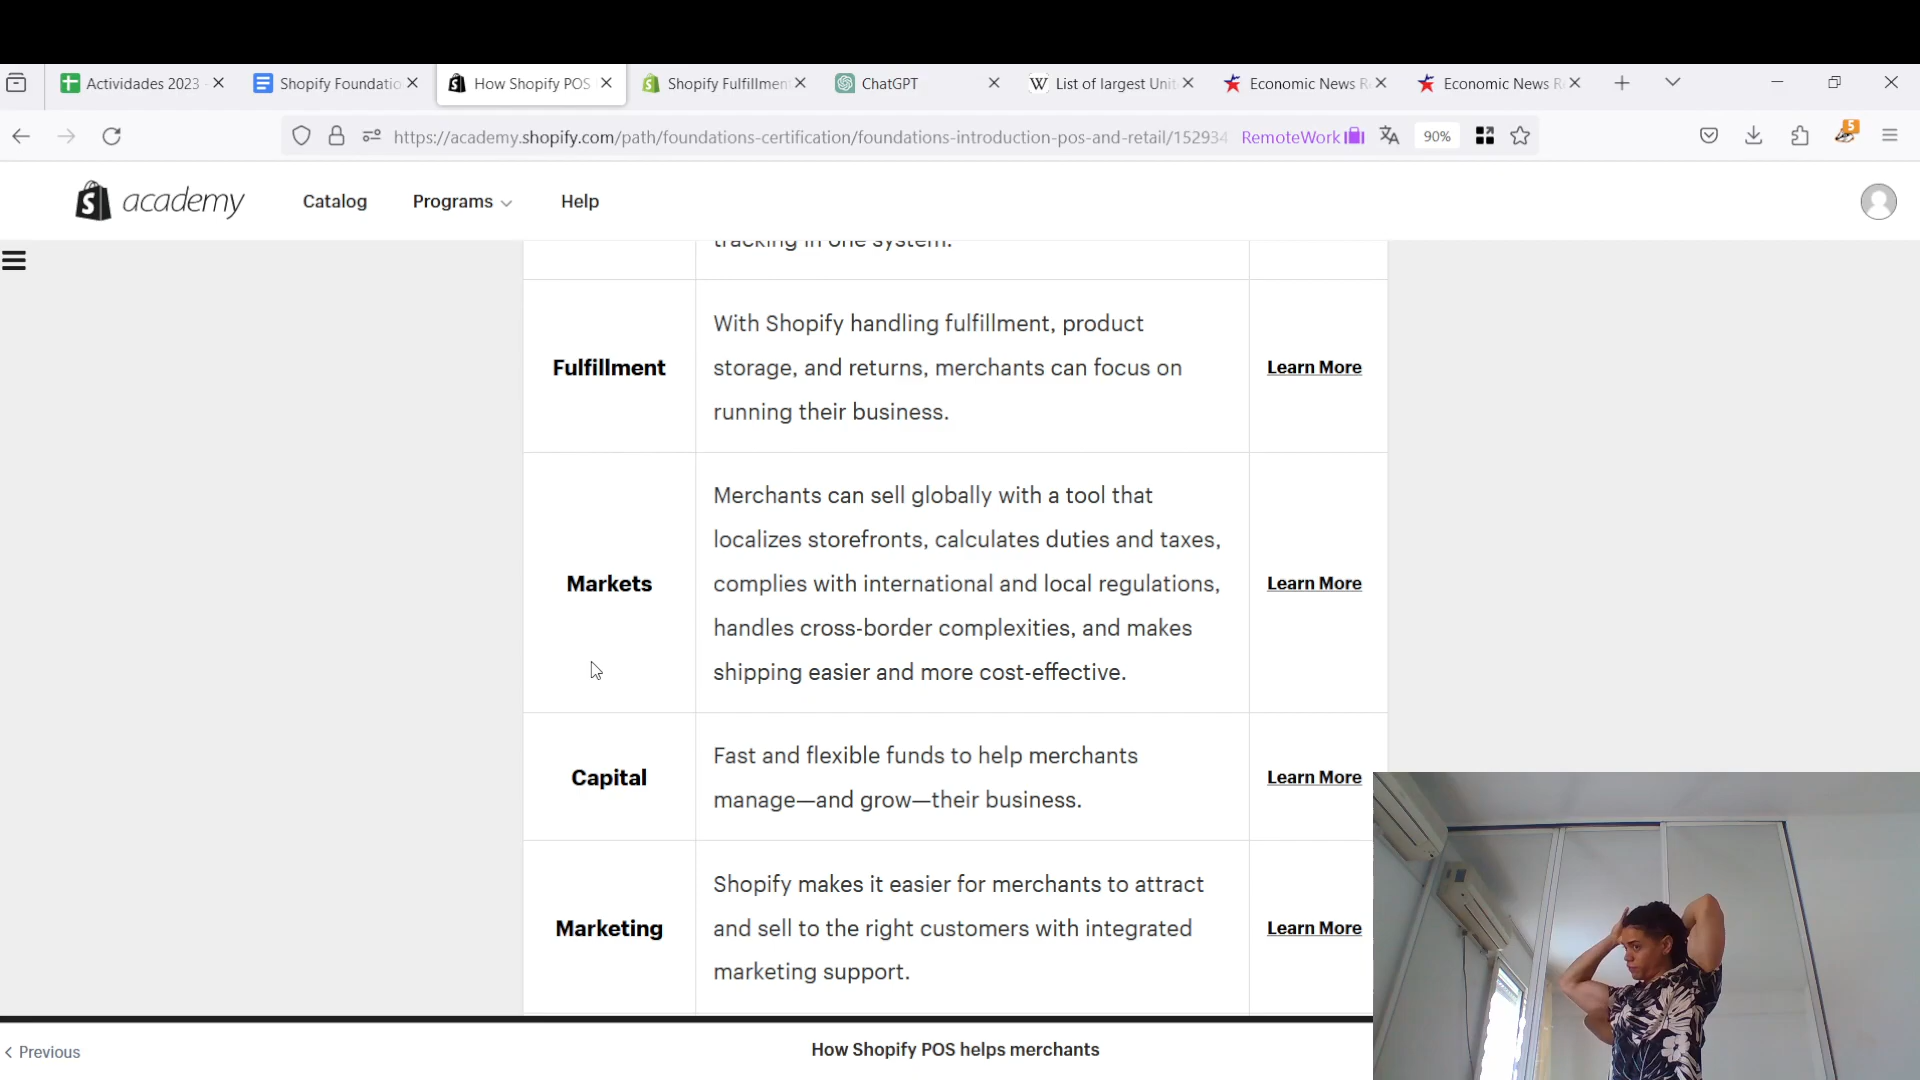 Actividades 2023
Shopify Foundatio
How Shopify POS
Shopify Fulfillmen
ChatGPT
List of largest Unit
Economic News R
Economic News R
https://academy.shopify.com/path/foundations-certification/foundations-introduction-pos-and-retail/152934
RemoteWork
90%
5
academy
Catalog
Programs
Help
tracking in one system.
Fulfillment
With Shopify handling fulfillment, product
storage, and returns, merchants can focus on
running their business.
Learn More
Markets
Merchants can sell globally with a tool that
localizes storefronts, calculates duties and taxes,
complies with international and local regulations,
handles cross-border complexities, and makes
shipping easier and more cost-effective.
Learn More
Capital
Fast and flexible funds to help merchants
manage—and grow—their business.
Learn More
Marketing
Shopify makes it easier for merchants to attract
and sell to the right customers with integrated
marketing support.
Learn More
Previous
How Shopify POS helps merchants